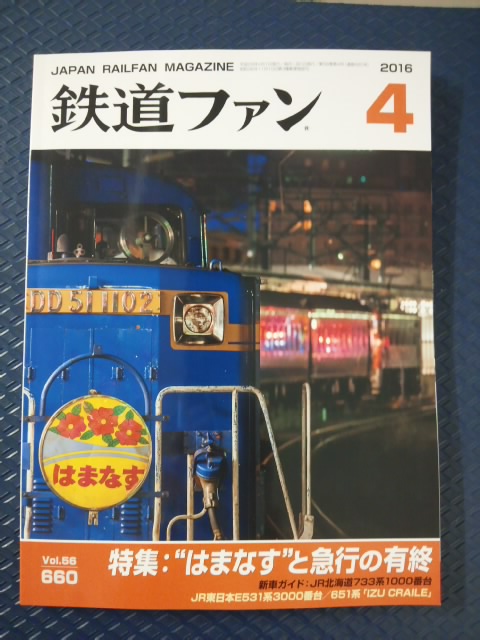 JAPAN RAILFAN MAGAZINE
2016
鉄道ファン
4
DD 51 1102
はまなす
Vol.56
660
特集:“はまなす”と急行の有終
新車ガイド:JR北海道733系1000番台
JR東日本E531系3000番台/651系「IZU CRAILE」